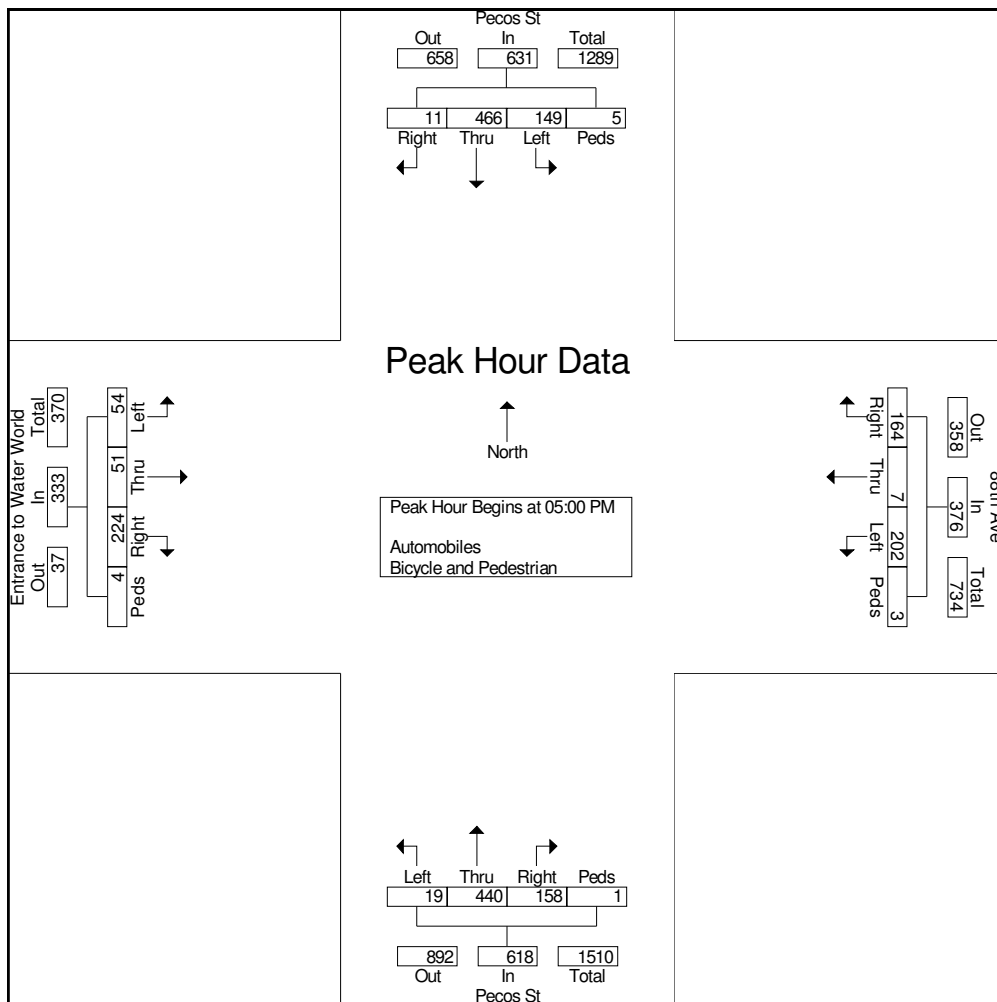 Pecos St
Out In Total
658 631 1289
11 466 149 5
Right Thru Left Peds
Peak Hour Data
North
Peak Hour Begins at 05:00 PM
Automobiles
Bicycle and Pedestrian
Entrance to Water World
Total In Out
370 333 37
54 51 224 4
Left Thru Right Peds
88th Ave
Out In Total
358 376 734
164 7 202 3
Right Thru Left Peds
Left Thru Right Peds
19 440 158 1
892 618 1510
Out In Total
Pecos St